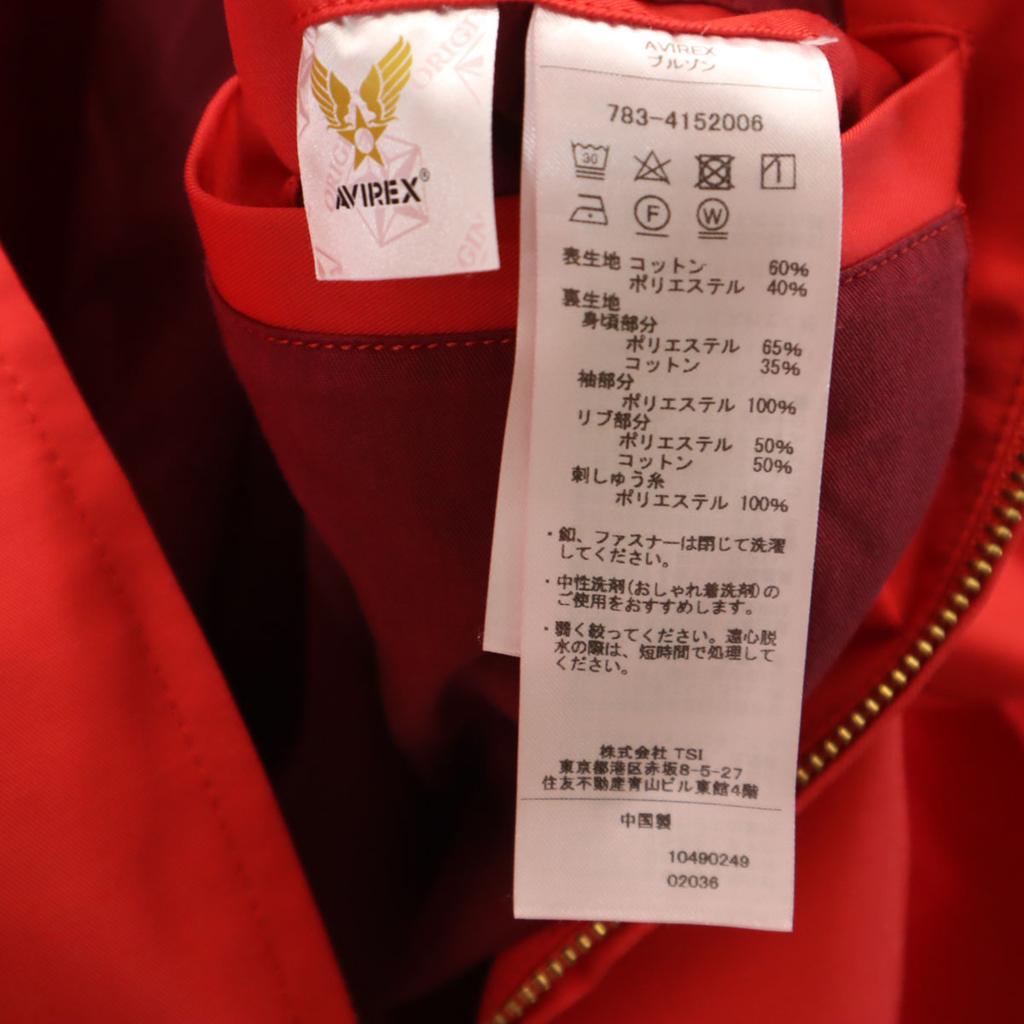 AVIREX®
ORIGI
ORIGI
GIN
AVIREX
ブルゾン
783-4152006
30
F W
表生地 コットン 60%
ポリエステル 40%
裏生地
身頃部分
ポリエステル 65%
コットン 35%
袖部分
ポリエステル 100%
リブ部分
ポリエステル 50%
コットン 50%
刺しゅう糸
ポリエステル 100%
・釦、ファスナーは閉じて洗濯
してください。
・中性洗剤(おしゃれ着洗剤)の
ご使用をおすすめします。
・弱く絞ってください。遠心脱
水の際は、短時間で処理して
ください。
株式会社 TSI
東京都港区赤坂8-5-27
住友不動産青山ビル東館4階
中国製
10490249
02036